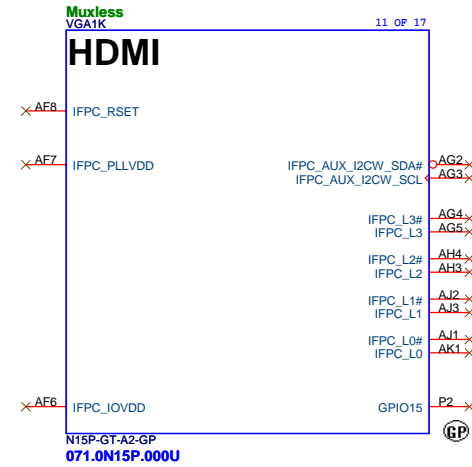 Muxless
VGA1K
11 OF 17
HDMI
AF8 IFPC_RSET
AF7 IFPC_PLLVDD
IFPC_AUX_I2CW_SDA# AG2
IFPC_AUX_I2CW_SCL AG3
IFPC_L3# AG4
IFPC_L3 AG5
IFPC_L2# AH4
IFPC_L2 AH3
IFPC_L1# AJ2
IFPC_L1 AJ3
IFPC_L0# AJ1
IFPC_L0 AK1
AF6 IFPC_IOVDD GPIO15 P2
GP
N15P-GT-A2-GP
071.0N15P.000U